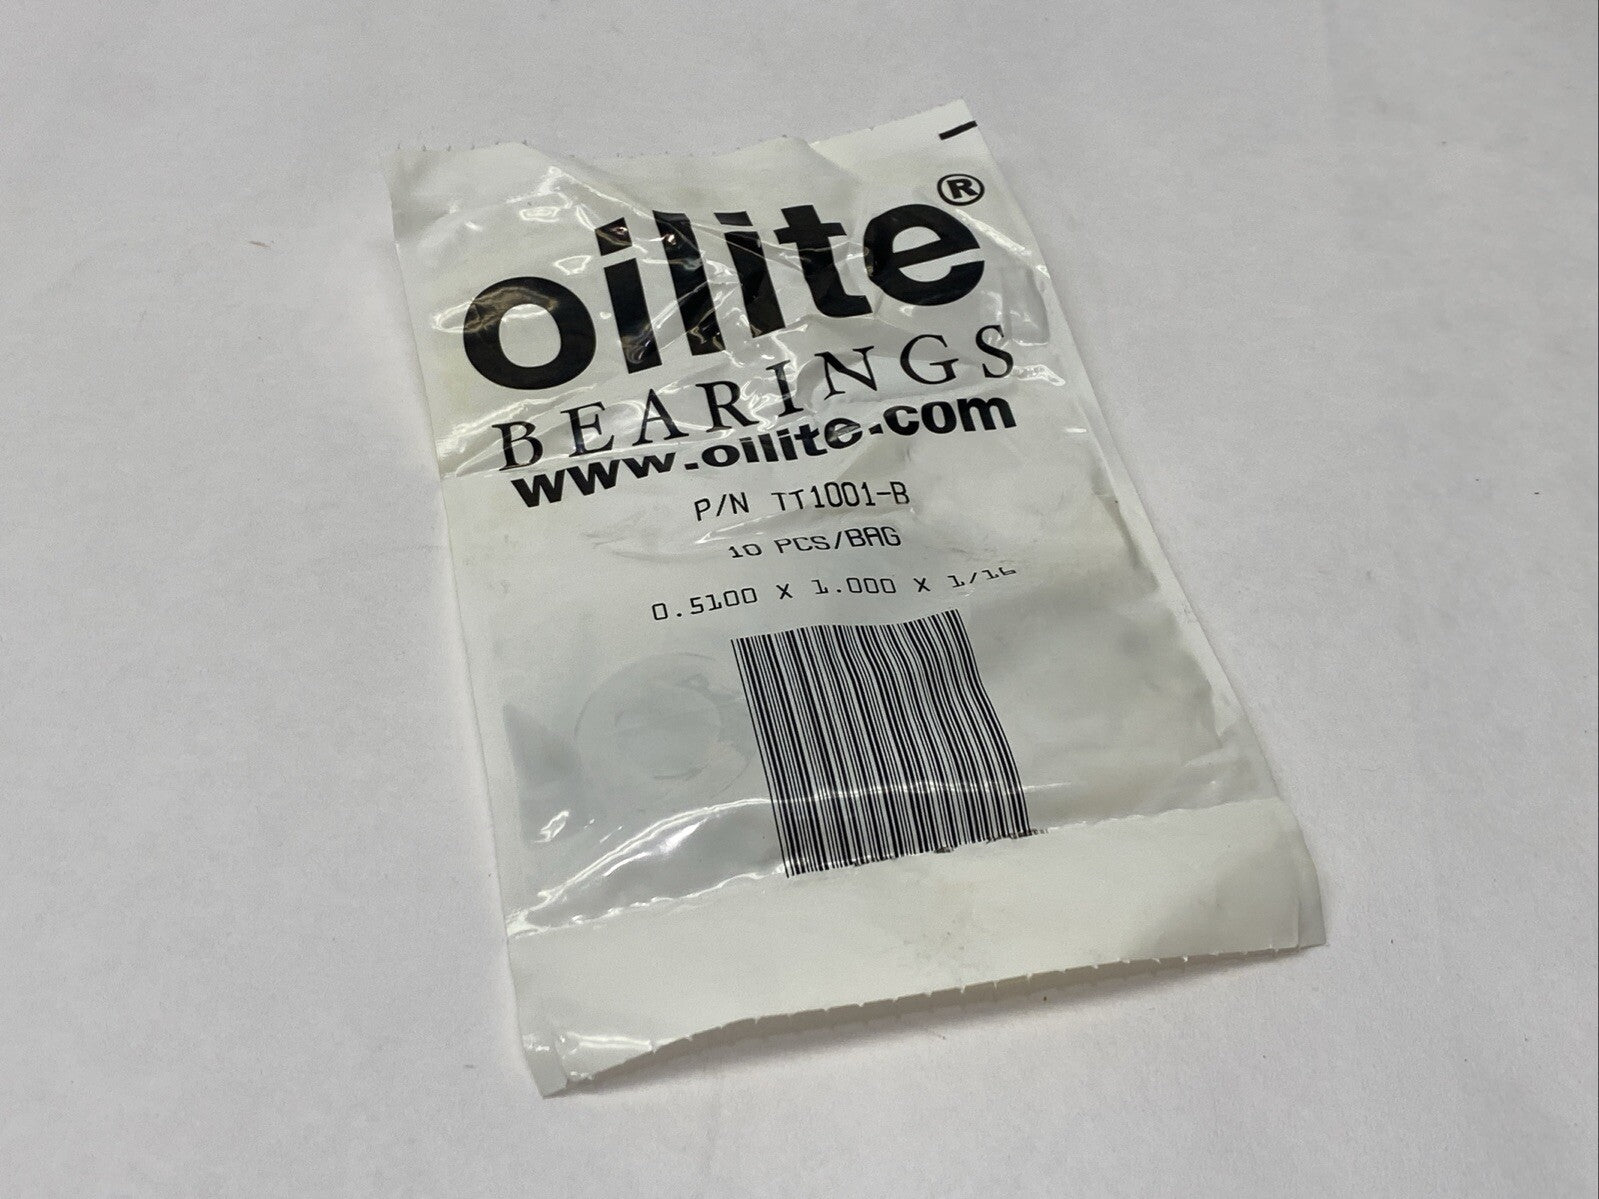 oilite®
BEARINGS
www.oilite.com
P/N TT1001-B
10 PCS/BAG
0.5100 X 1.000 X 1/16